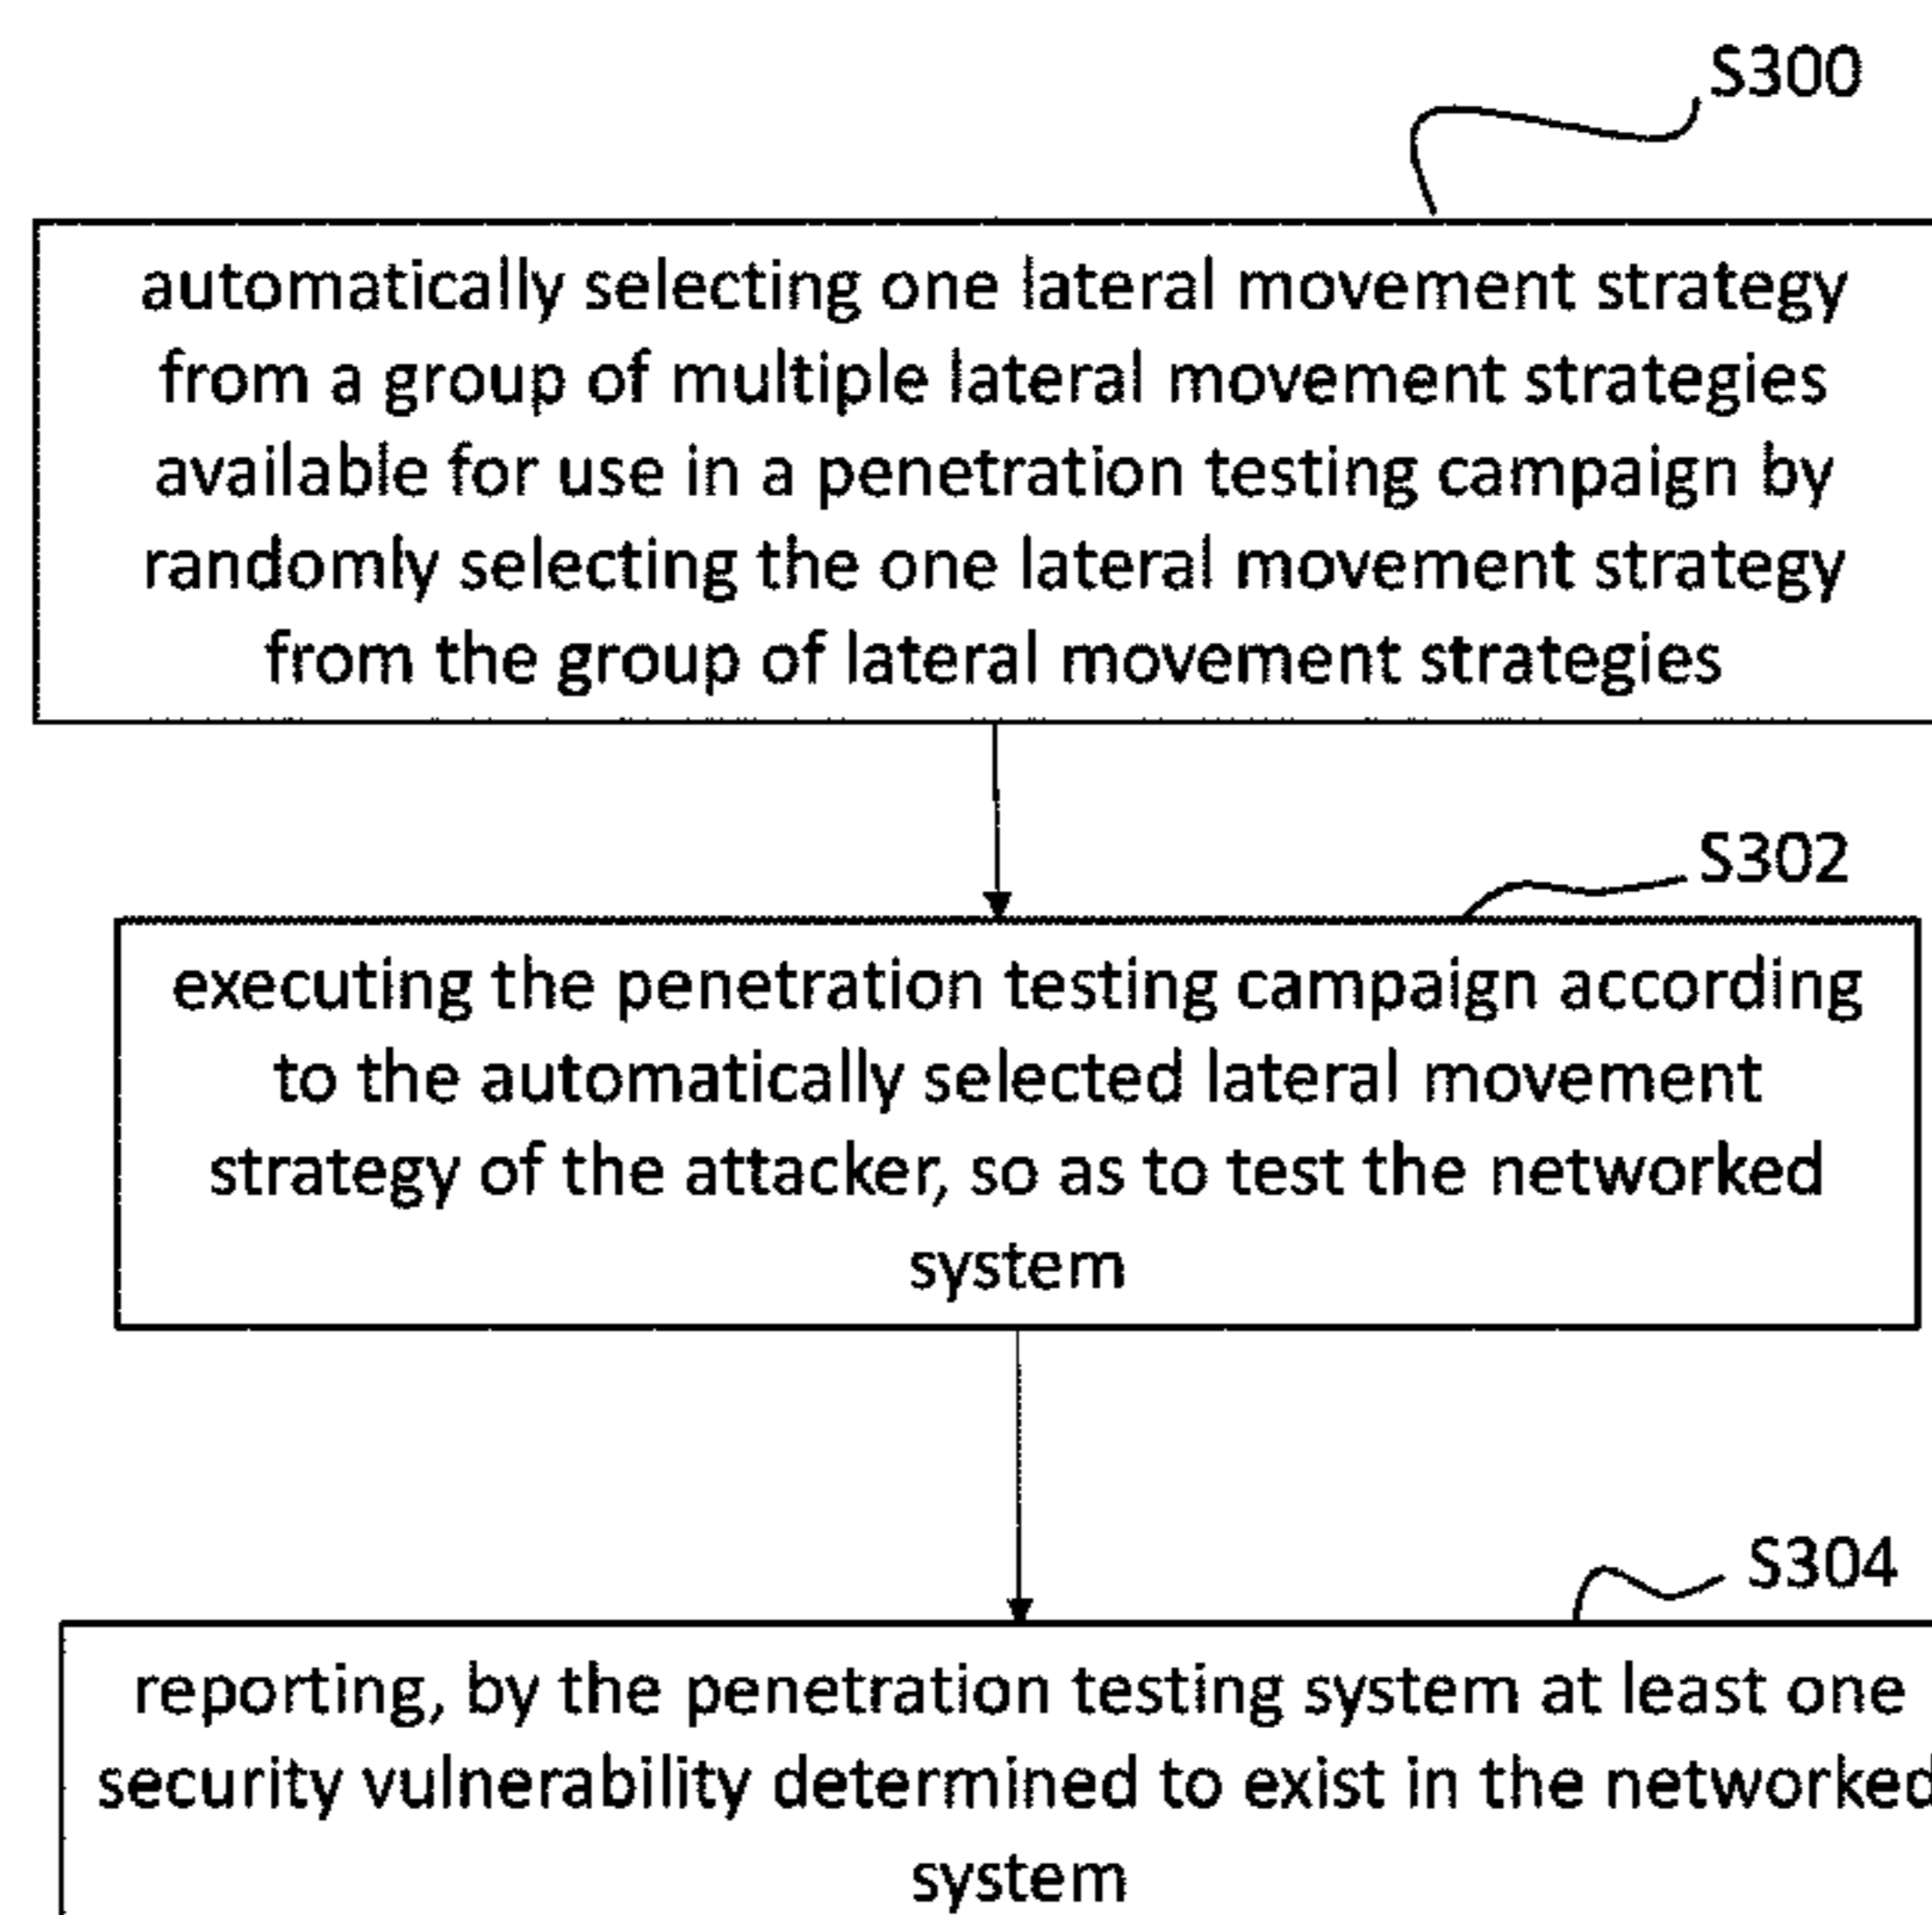 S300
automatically selecting one lateral movement strategy
from a group of multiple lateral movement strategies
available for use in a penetration testing campaign by
randomly selecting the one lateral movement strategy
from the group of lateral movement strategies
S302
executing the penetration testing campaign according
to the automatically selected lateral movement
strategy of the attacker, so as to test the networked
system
S304
reporting, by the penetration testing system at least one
security vulnerability determined to exist in the networked
system